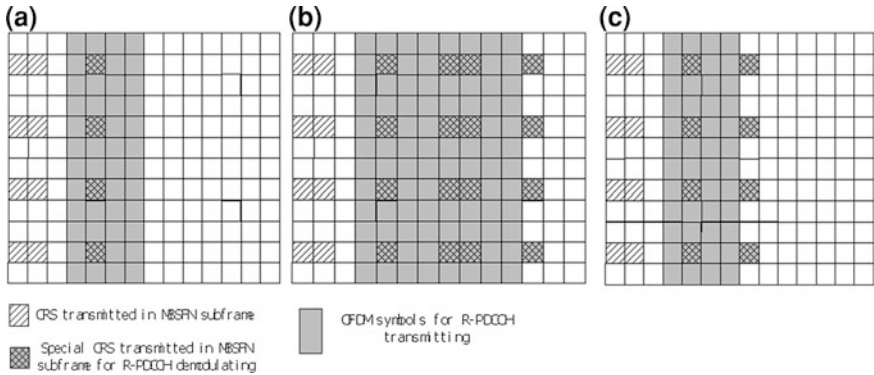 (a) (b) (c)
CRS transmitted in MBSFN subframe
Special CRS transmitted in MBSFN
subframe for R-PDCCH demodulating
OFDM symbols for R-PDCCH
transmitting